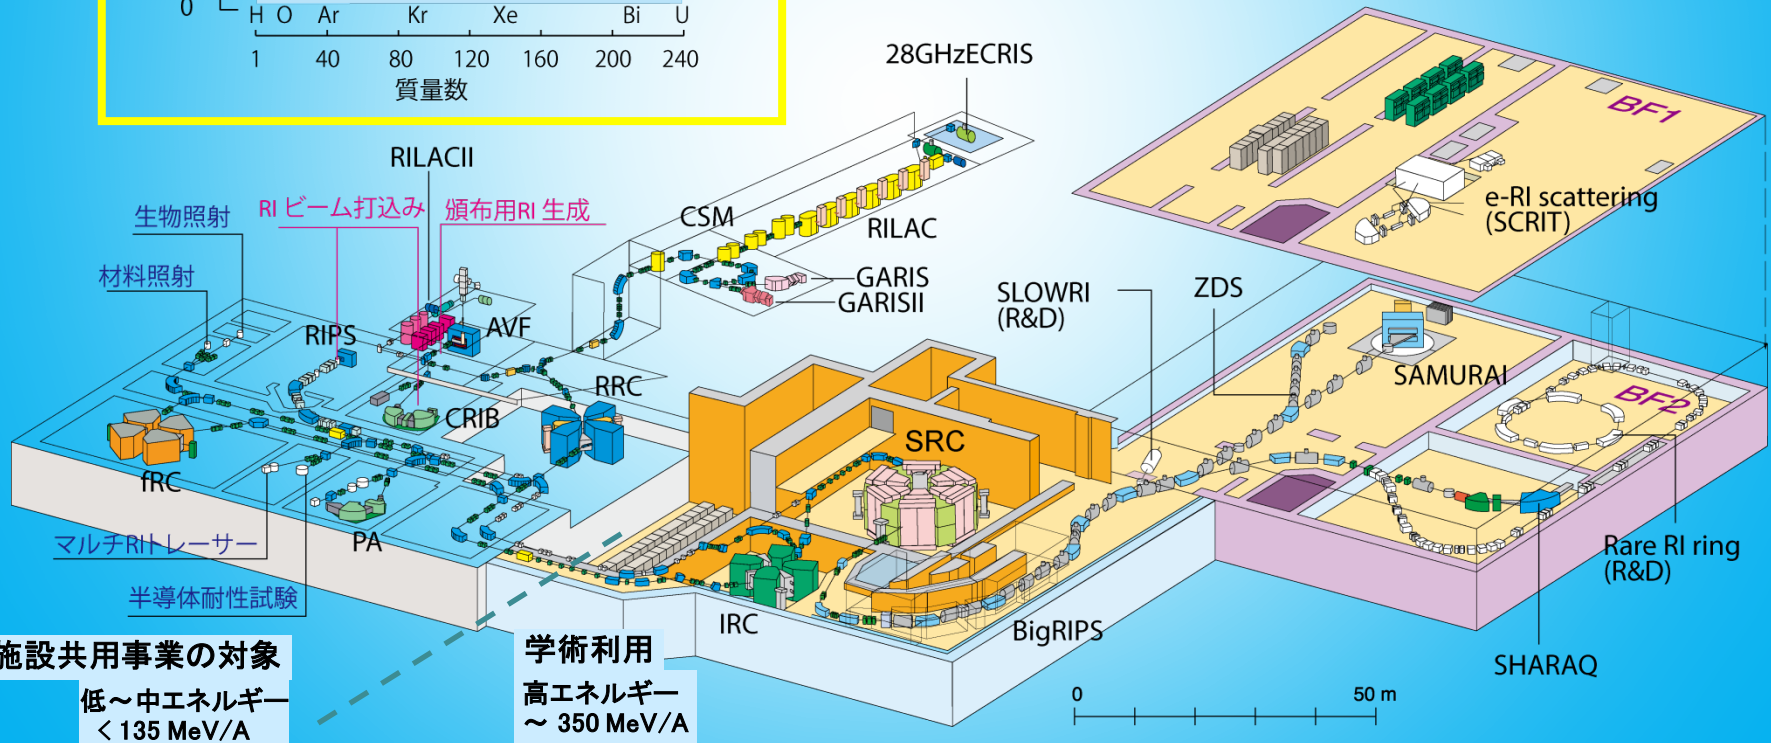 0
H O Ar Kr Xe Bi U
1 40 80 120 160 200 240
質量数
28GHzECRIS
RILACII
生物照射
RI ビーム打込み
頒布用RI 生成
CSM
RILAC
材料照射
GARIS
GARISII
RIPS
AVF
RRC
CRIB
fRC
PA
マルチRIトレーサー
半導体耐性試験
SRC
IRC
BigRIPS
SLOWRI
(R&D)
ZDS
SAMURAI
BF1
e-RI scattering
(SCRIT)
BF2
Rare RI ring
(R&D)
SHARAQ
施設共用事業の対象
低～中エネルギー
＜135 MeV/A
学術利用
高エネルギー
～ 350 MeV/A
0 50 m